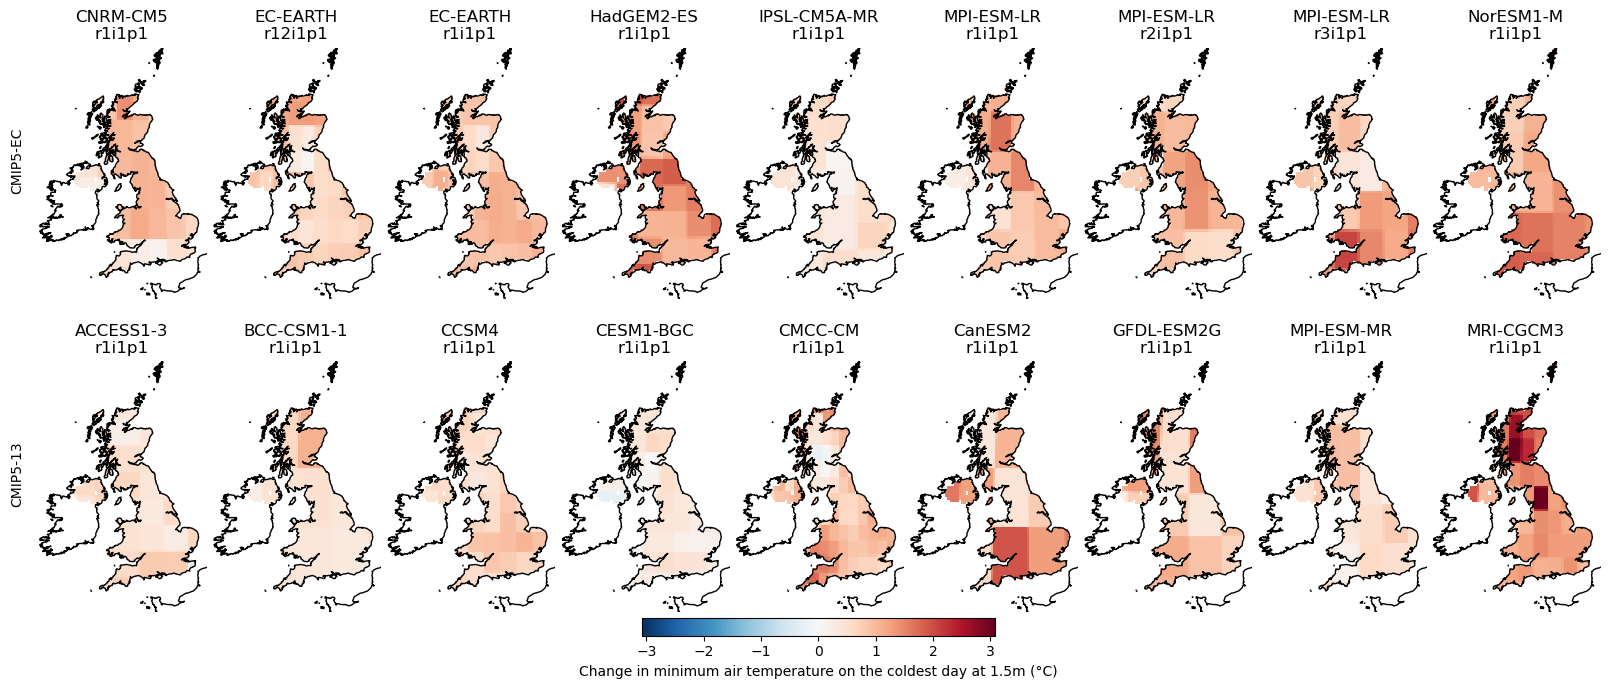 CNRM-CM5 EC-EARTH EC-EARTH HadGEM2-ES IPSL-CM5A-MR MPI-ESM-LR MPI-ESM-LR MPI-ESM-LR NorESM1-M
r1i1p1 r12i1p1 r1i1p1 r1i1p1 r1i1p1 r1i1p1 r2i1p1 r3i1p1 r1i1p1
CMIP5-EC
ACCESS1-3 BCC-CSM1-1 CCSM4 CESM1-BGC CMCC-CM CanESM2 GFDL-ESM2G MPI-ESM-MR MRI-CGCM3
r1i1p1 r1i1p1 r1i1p1 r1i1p1 r1i1p1 r1i1p1 r1i1p1 r1i1p1 r1i1p1
CMIP5-13
−3 −2 −1 0 1 2 3
Change in minimum air temperature on the coldest day at 1.5m (°C)